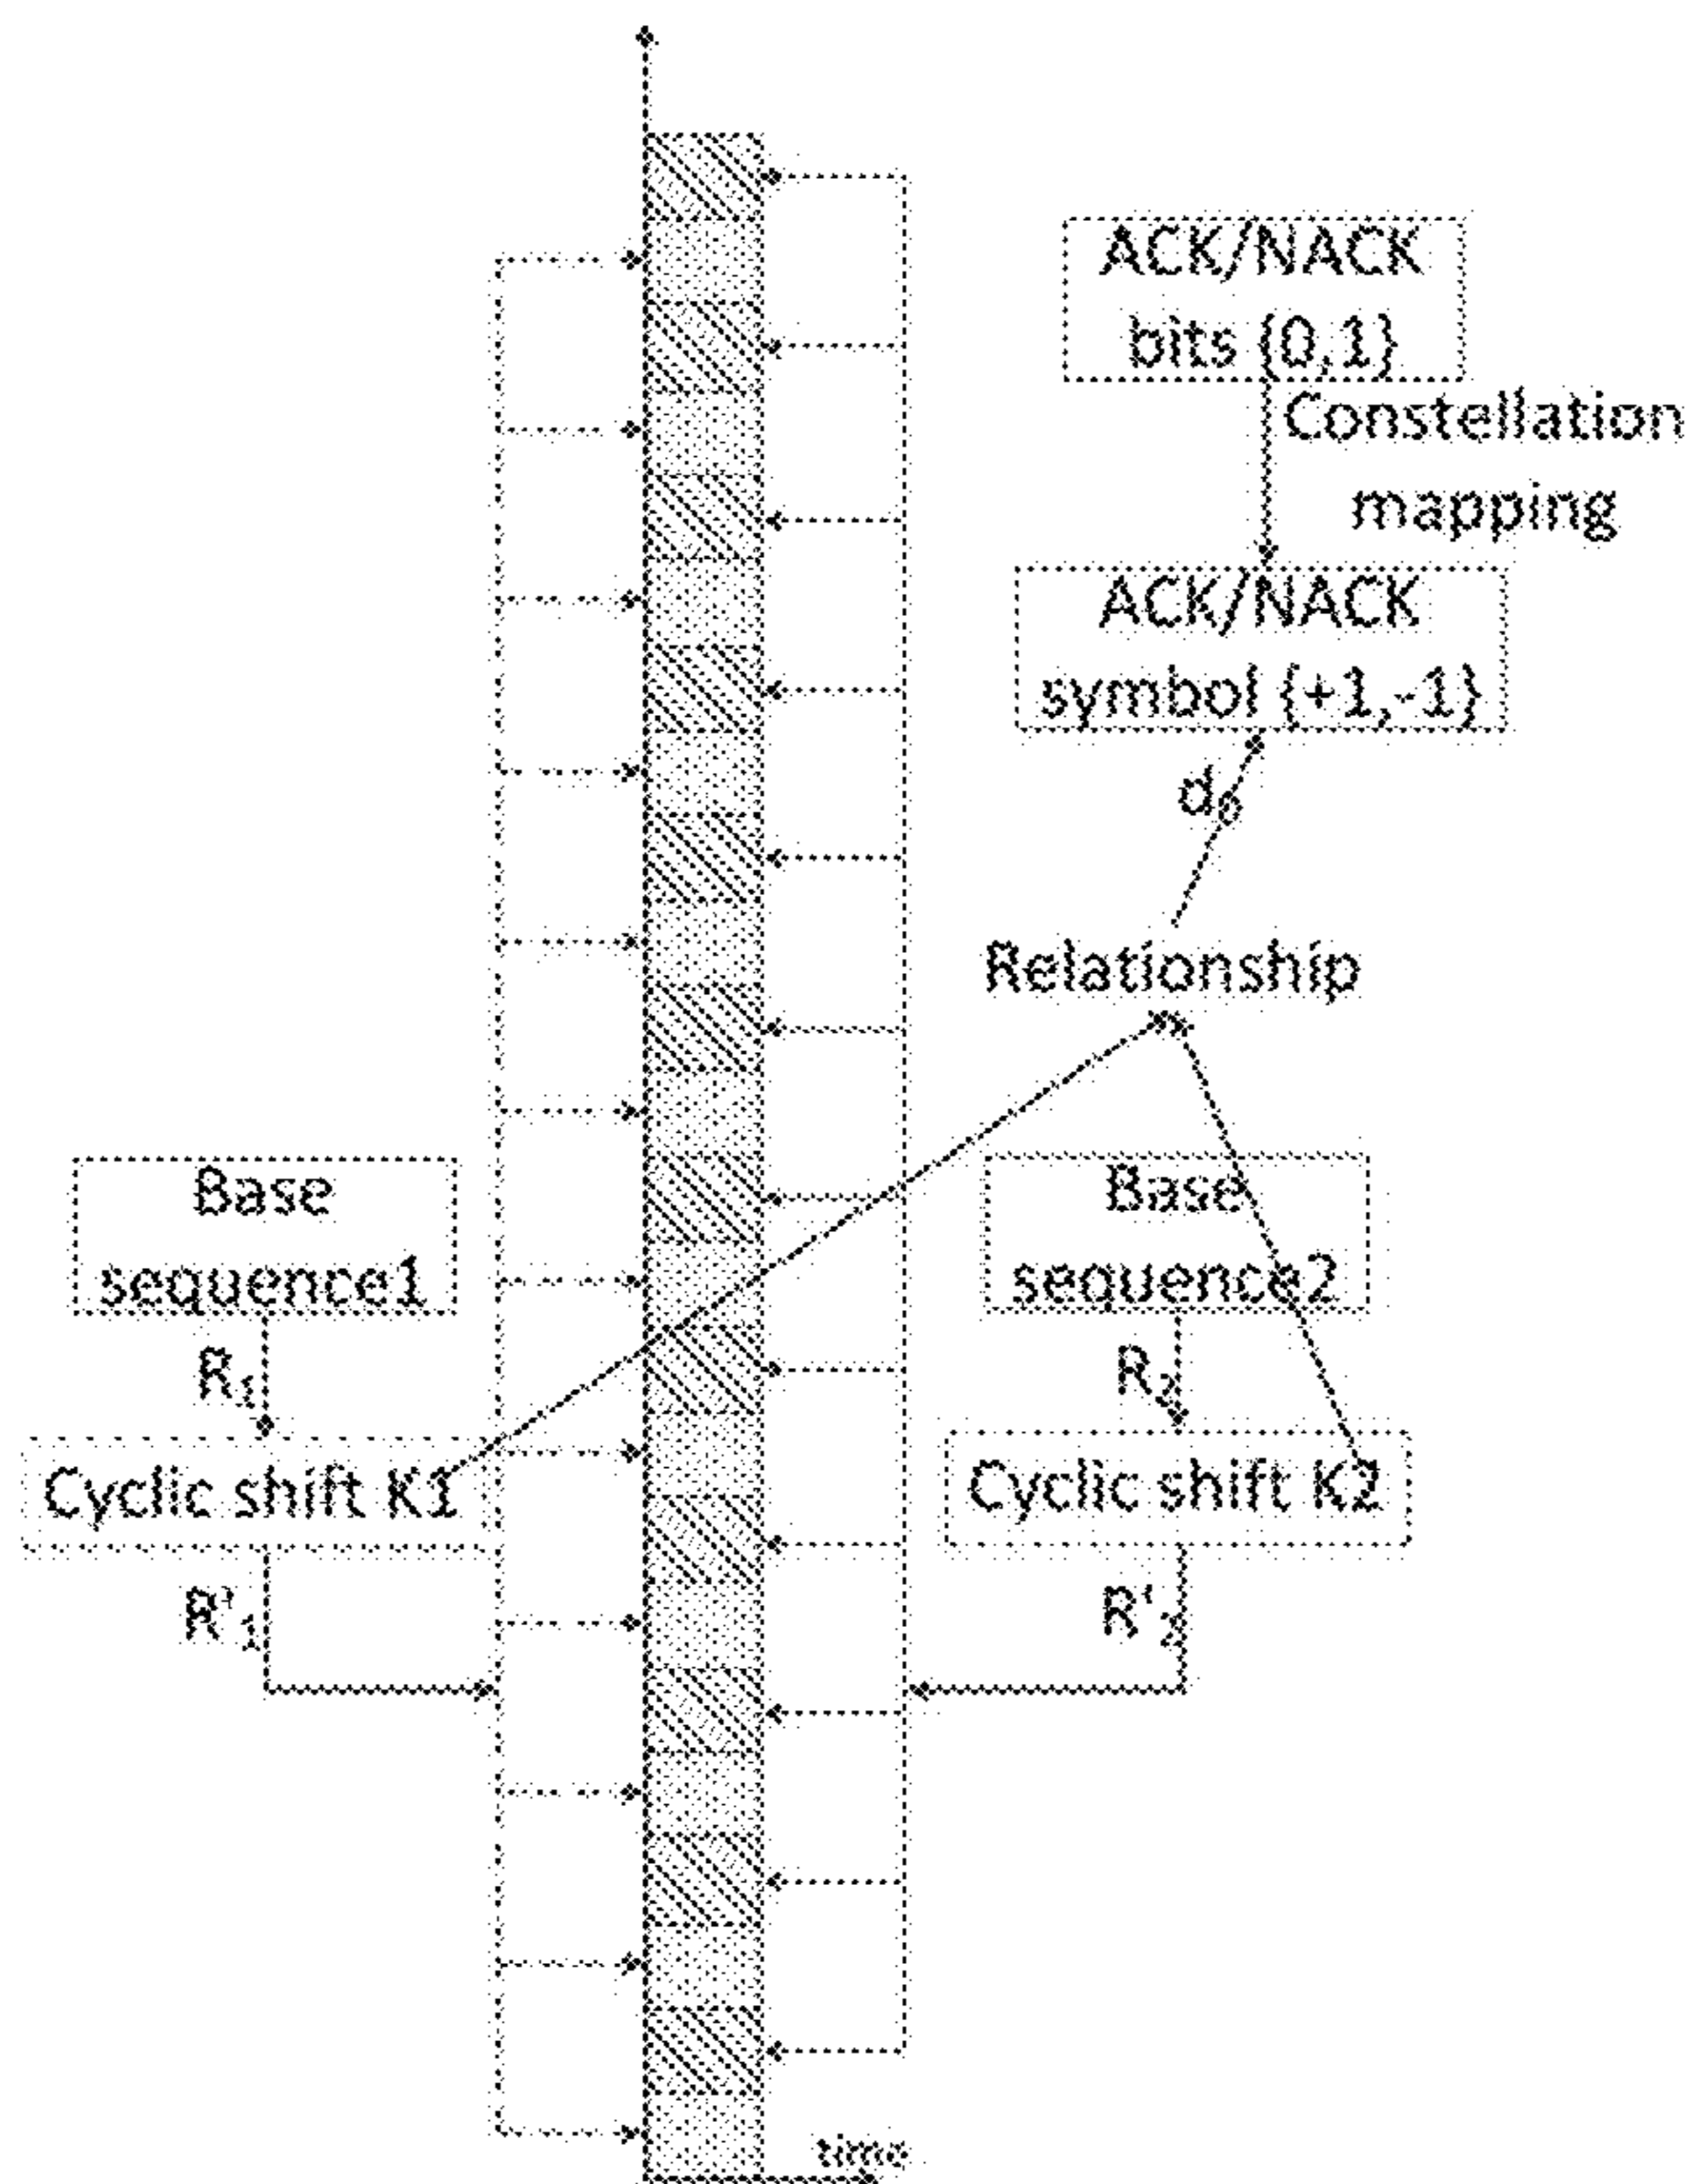 ACK/NACK
bits {0,1}
Constellation
mapping
ACK/NACK
symbol {+1,-1}
d₀
Relationship
Base
sequence1
Base
sequence2
R₁
R₂
Cyclic shift K1
Cyclic shift K2
R'₁
R'₂
time